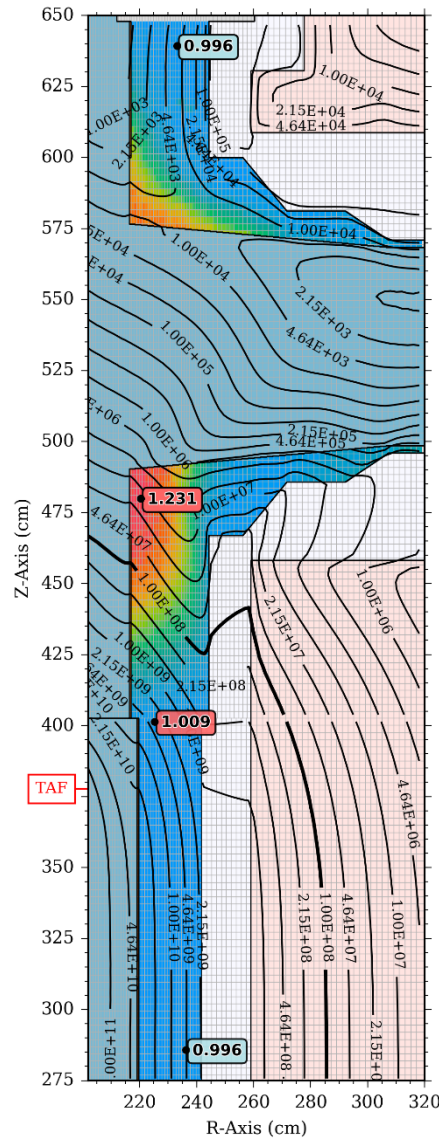 650
625
600
575
550
525
500
475
450
425
400
375
350
325
300
275
Z-Axis (cm)
TAF
0.996
1.00E+03
2.15E+03
4.64E+03
1.00E+05
1.00E+04
2.15E+04
4.64E+04
1.00E+04
1.00E+04
2.15E+03
4.64E+03
1.00E+05
2.15E+05
4.64E+05
1.00E+06
1.231
1.00E+07
4.64E+07
1.00E+08
1.00E+06
2.15E+07
1.00E+09
2.15E+09
2.15E+08
1.009
2.15E+10
4.64E+06
4.64E+10
1.00E+10
4.64E+09
2.15E+09
2.15E+08
1.00E+08
4.64E+07
1.00E+07
4.64E+08
0.996
220 240 260 280 300 320
R-Axis (cm)